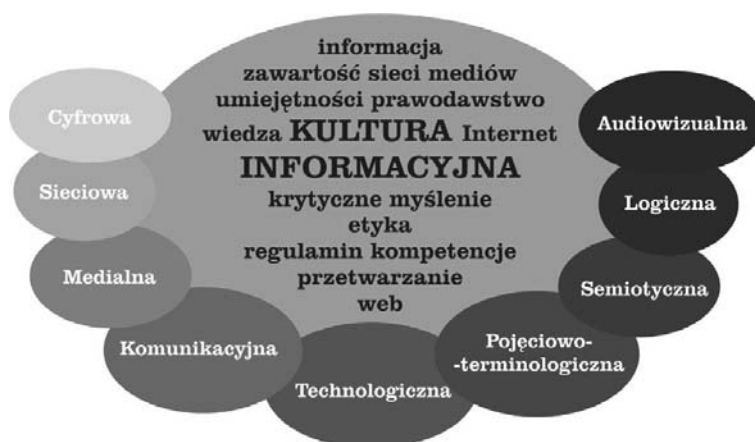 informacja
zawartość sieci mediów
umiejętności prawodawstwo
wiedza KULTURA Internet
INFORMACYJNA
krytyczne myślenie
etyka
regulamin kompetencje
przetwarzanie
web
Cyfrowa
Sieciowa
Medialna
Komunikacyjna
Technologiczna
Pojęciowo-
-terminologiczna
Semiotyczna
Logiczna
Audiowizualna